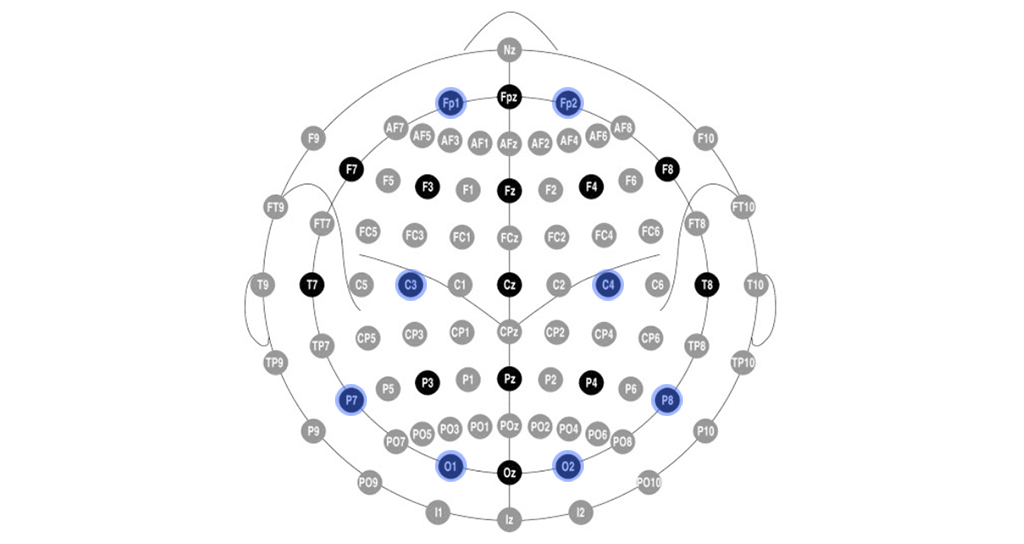 Nz
Fp1 Fpz Fp2
AF7 AF5 AF3 AF1 AFz AF2 AF4 AF6 AF8
F9 F10
F7 F5 F3 F1 Fz F2 F4 F6 F8
FT9 FT10
FT7 FC5 FC3 FC1 FCz FC2 FC4 FC6 FT8
T9 T7 C5 C3 C1 Cz C2 C4 C6 T8 T10
TP7 CP5 CP3 CP1 CPz CP2 CP4 CP6 TP8
TP9 TP10
P7 P5 P3 P1 Pz P2 P4 P6 P8
P9 P10
PO7 PO5 PO3 PO1 POz PO2 PO4 PO6 PO8
O1 Oz O2
PO9 PO10
I1 Iz I2